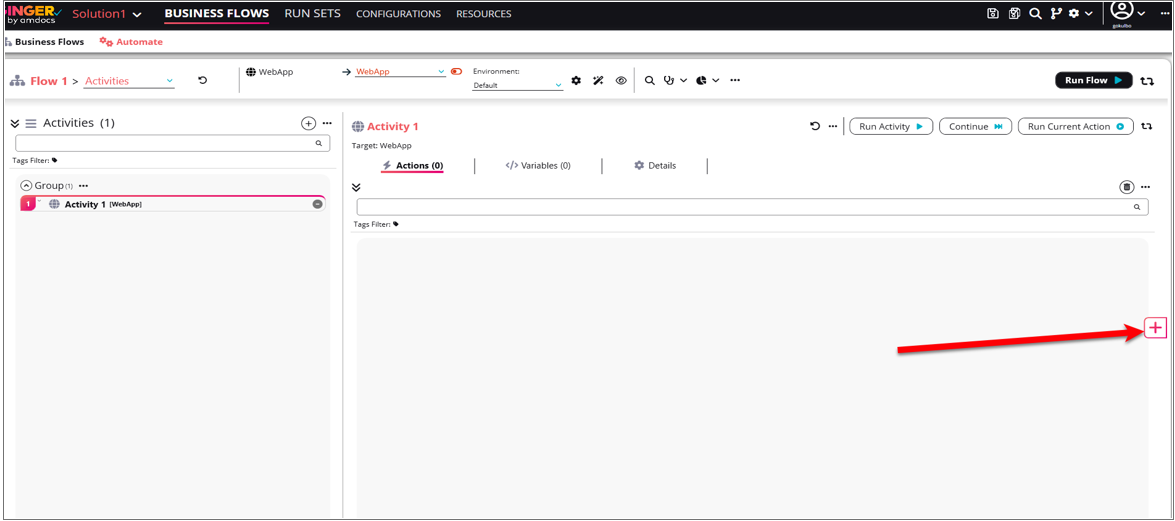 INGER Solution1 BUSINESS FLOWS RUN SETS CONFIGURATIONS RESOURCES
by amdocs
gokulbo
Business Flows Automate
Flow 1 > Activities WebApp WebApp Environment: Run Flow
Default
Activities (1)
Tags Filter:
Group (1)
1 Activity 1 [WebApp]
Activity 1 Run Activity Continue Run Current Action
Target: WebApp
Actions (0) </> Variables (0) Details
Tags Filter: